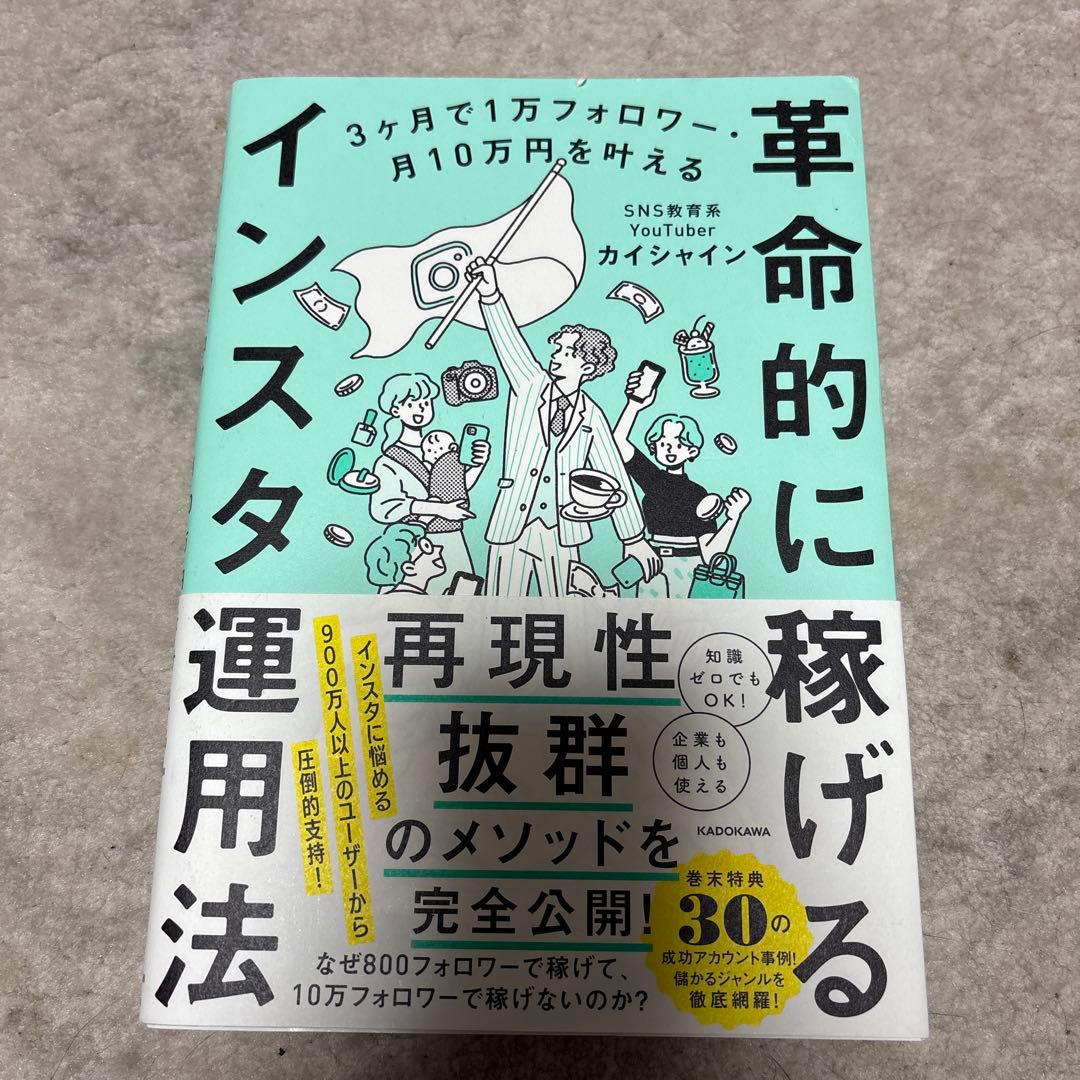 3ヶ月で1万フォロワー・
月10万円を叶える
革命的に稼げる
インスタ運用法
SNS教育系
YouTuber
カイシャイン
再現性
抜群
のメソッドを
完全公開!
知識
ゼロでも
OK!
企業も
個人も
使える
インスタに悩める
900万人以上のユーザーから
圧倒的支持!
KADOKAWA
巻末特典
30の
成功アカウント事例!
儲かるジャンルを
徹底網羅!
なぜ800フォロワーで稼げて、
10万フォロワーで稼げないのか?